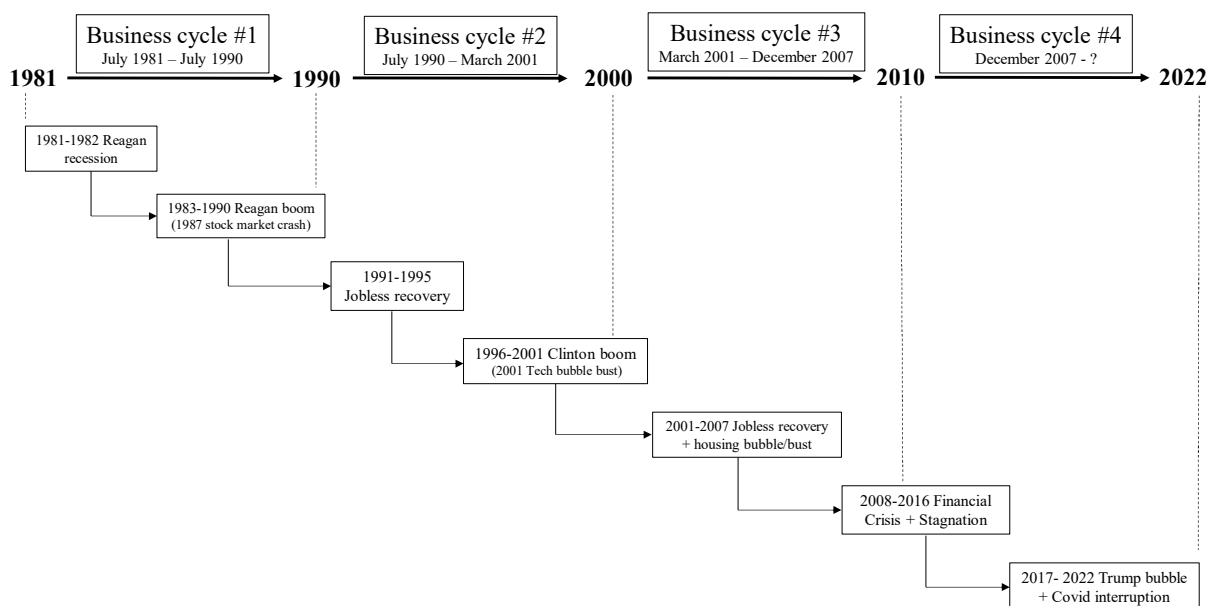 Business cycle #1
July 1981 – July 1990
Business cycle #2
July 1990 – March 2001
Business cycle #3
March 2001 – December 2007
Business cycle #4
December 2007 - ?
1981
1990
2000
2010
2022
1981-1982 Reagan
recession
1983-1990 Reagan boom
(1987 stock market crash)
1991-1995
Jobless recovery
1996-2001 Clinton boom
(2001 Tech bubble bust)
2001-2007 Jobless recovery
+ housing bubble/bust
2008-2016 Financial
Crisis + Stagnation
2017- 2022 Trump bubble
+ Covid interruption